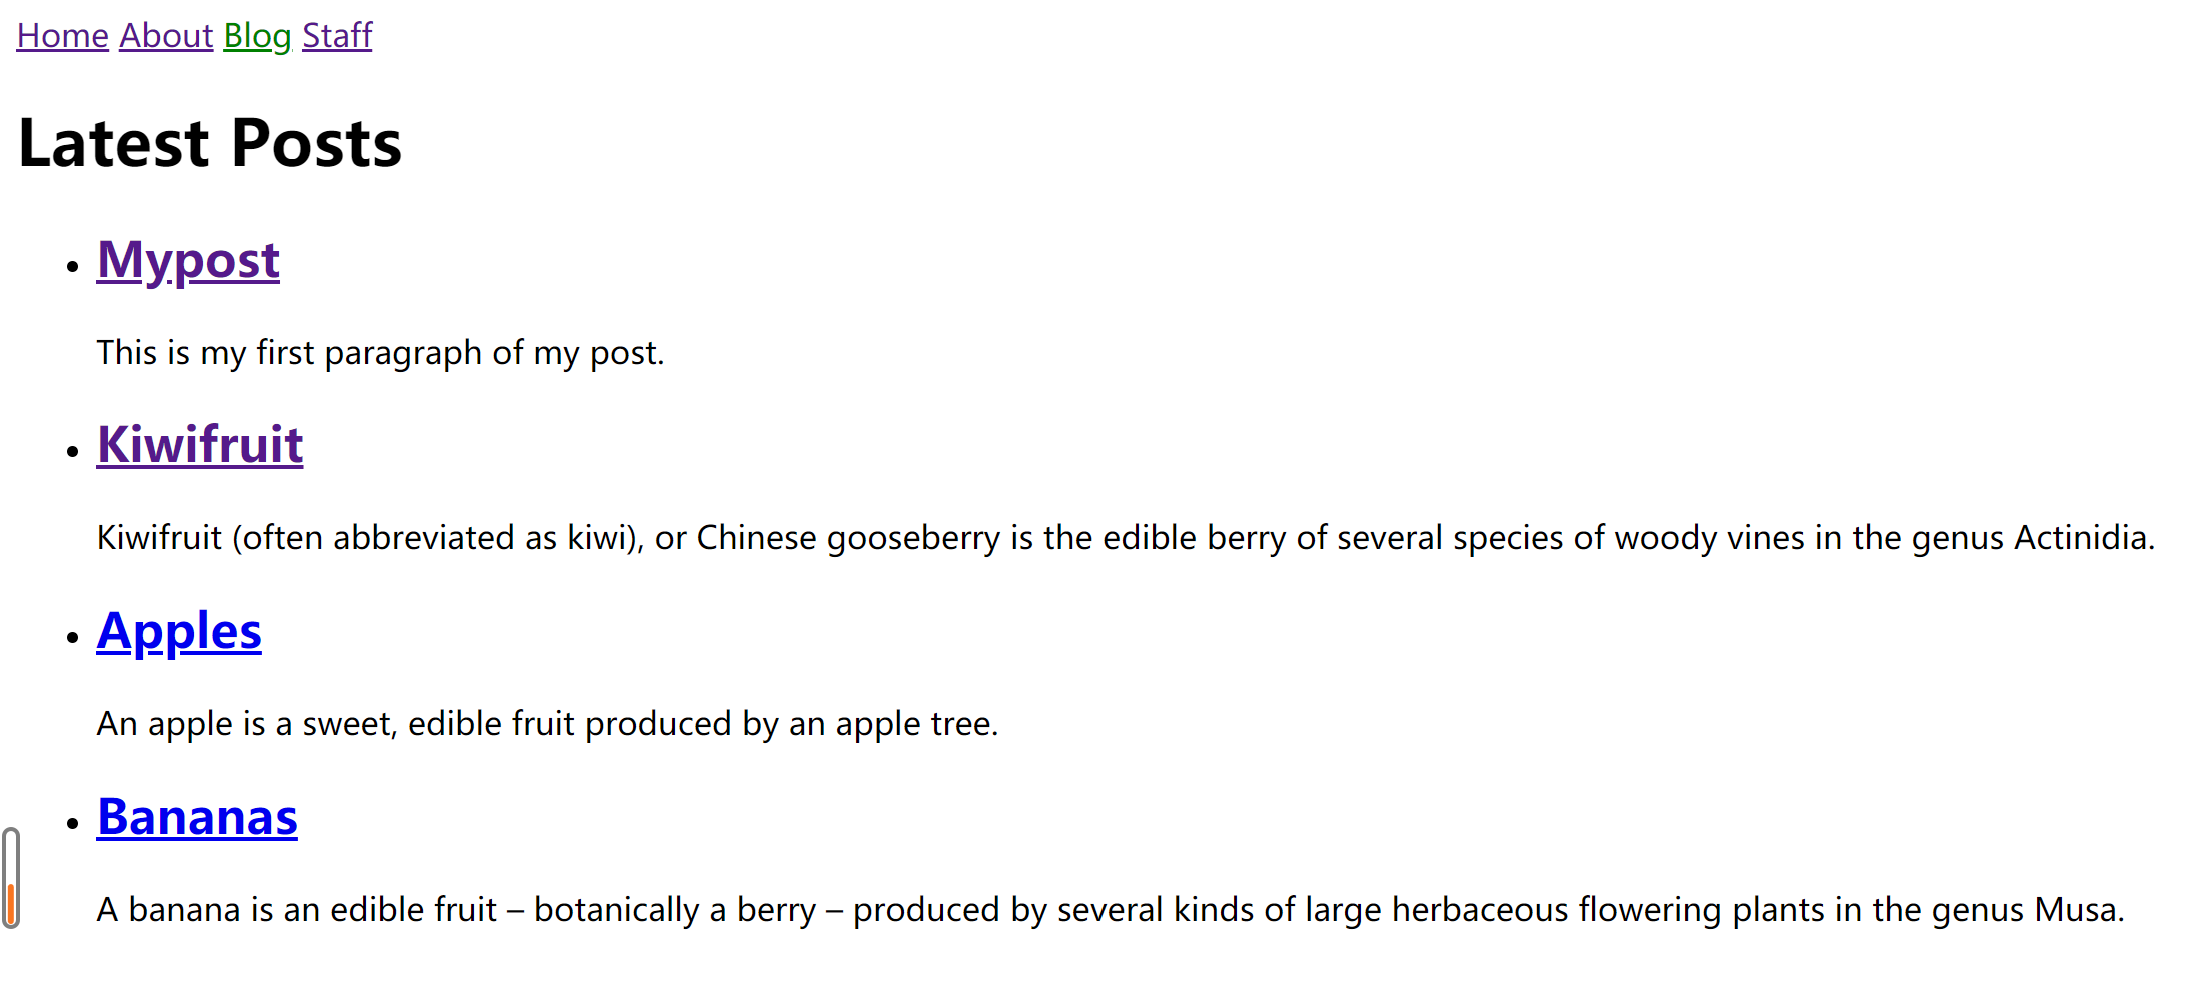 Home About Blog Staff
Latest Posts
Mypost
This is my first paragraph of my post.
Kiwifruit
Kiwifruit (often abbreviated as kiwi), or Chinese gooseberry is the edible berry of several species of woody vines in the genus Actinidia.
Apples
An apple is a sweet, edible fruit produced by an apple tree.
Bananas
A banana is an edible fruit – botanically a berry – produced by several kinds of large herbaceous flowering plants in the genus Musa.